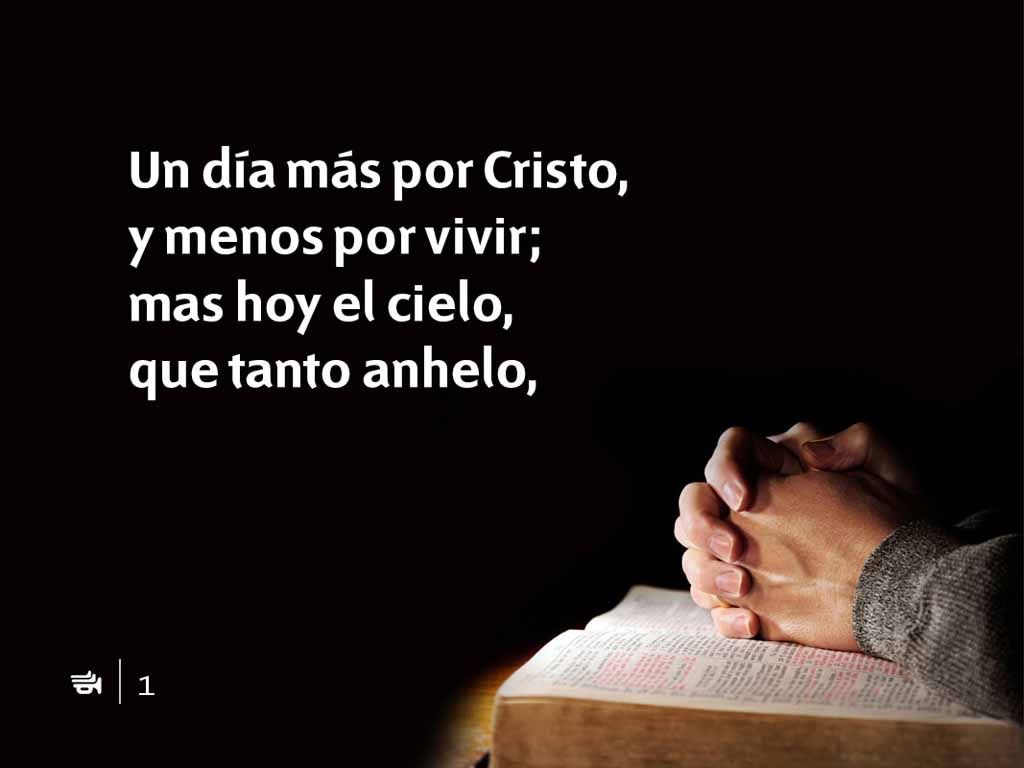 Un día más por Cristo,
y menos por vivir;
mas hoy el cielo,
que tanto anhelo,
1